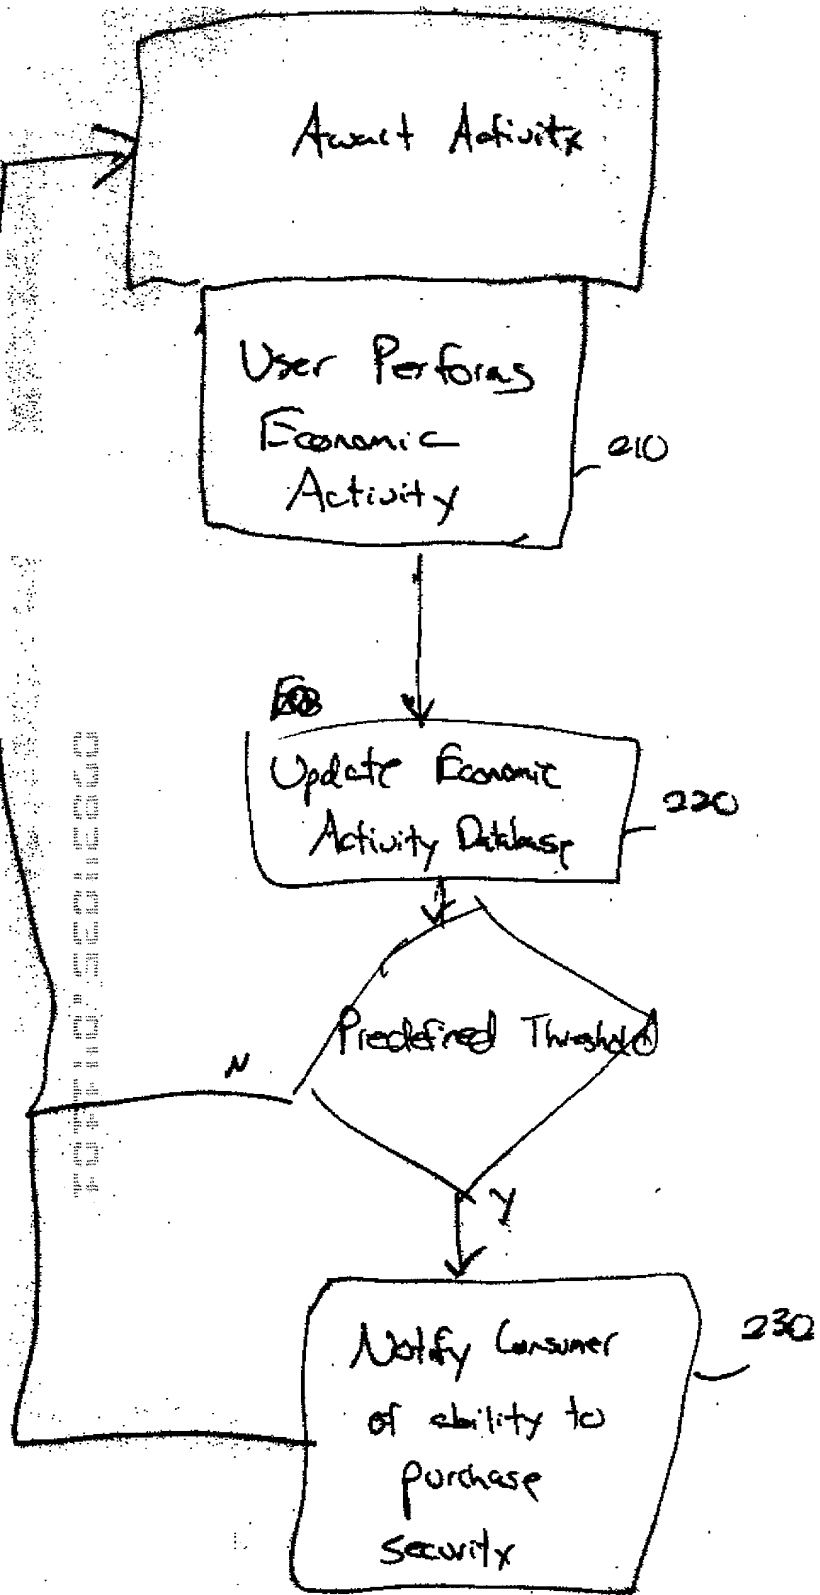 Await Activity
User Performs
Economic
210
Activity
Update Economic
220
Activity Database
Predefined Threshold
N
Y
Notify Consumer
230
of ability to
purchase
security